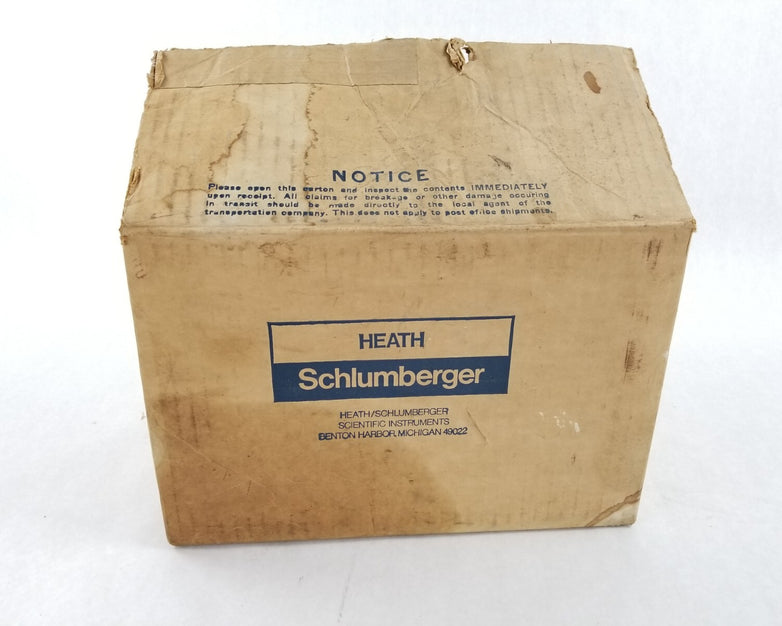 NOTICE
Please open this carton and inspect the contents IMMEDIATELY
upon receipt. All claims for breakage or other damage occuring
in transit should be made directly to the local agent of the
transportation company. This does not apply to post office shipments.
HEATH
Schlumberger
HEATH/SCHLUMBERGER
SCIENTIFIC INSTRUMENTS
BENTON HARBOR, MICHIGAN 49022